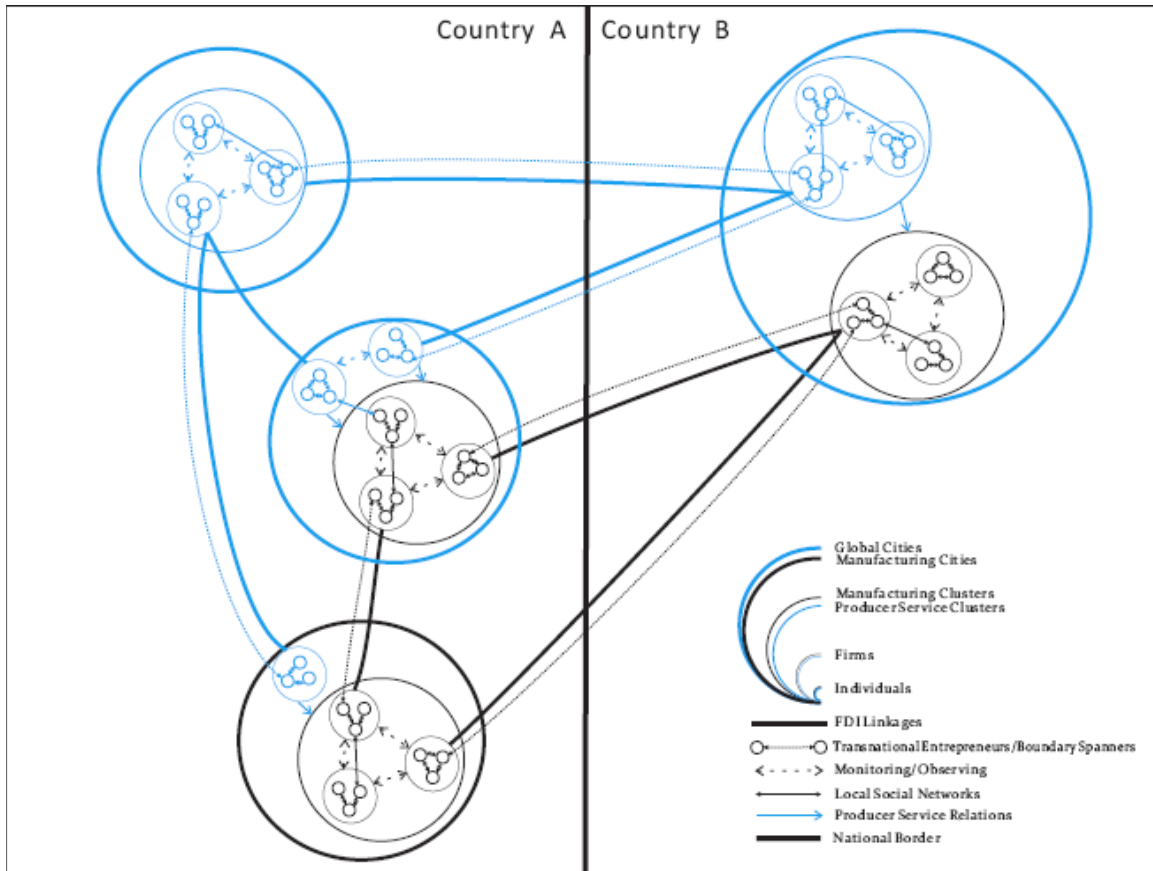 Country A
Country B
Global Cities
Manufacturing Cities
Manufacturing Clusters
Producer Service Clusters
Firms
Individuals
FDI Linkages
Transnational Entrepreneurs/Boundary Spanners
Monitoring/Observing
Local Social Networks
Producer Service Relations
National Border